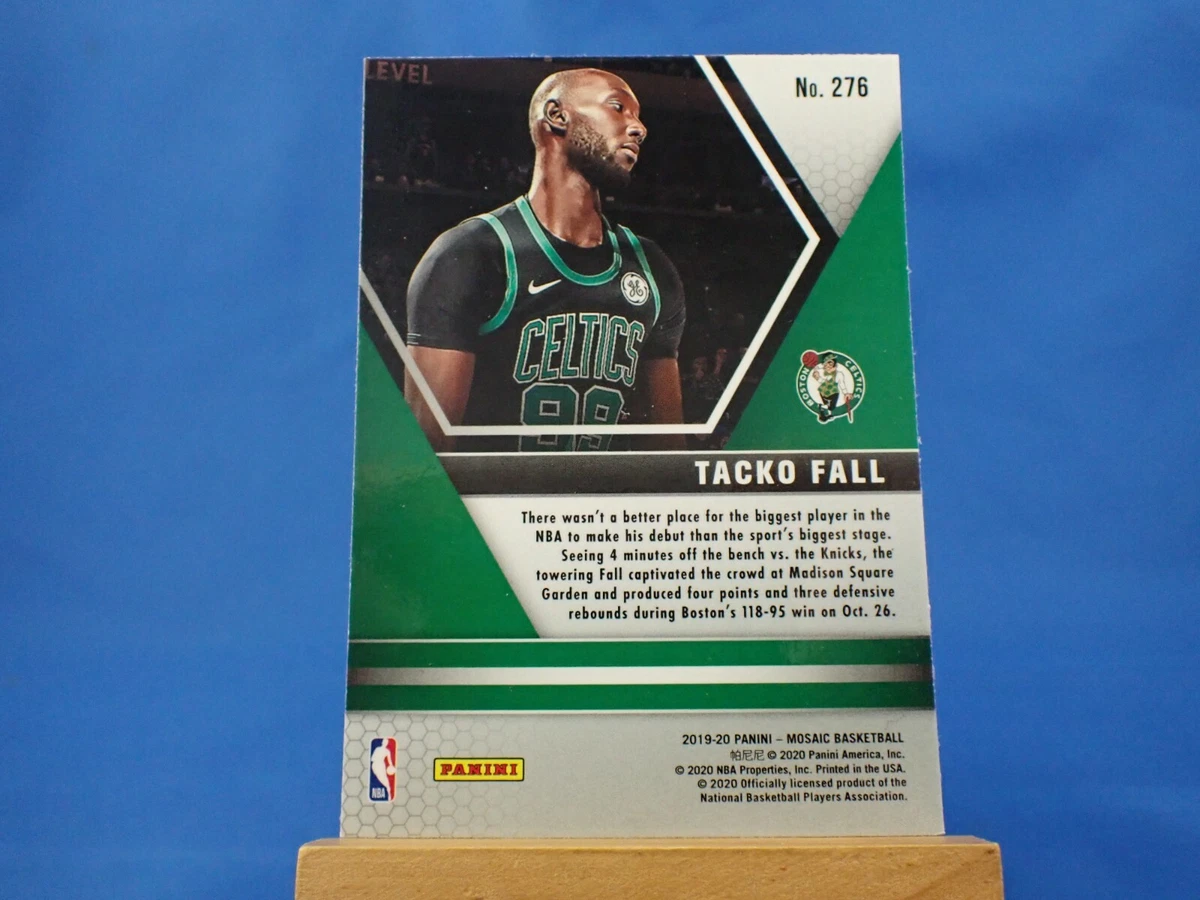 LEVEL
No. 276
CELTICS
99
BOSTON CELTICS
TACKO FALL
There wasn't a better place for the biggest player in the
NBA to make his debut than the sport's biggest stage.
Seeing 4 minutes off the bench vs. the Knicks, the
towering Fall captivated the crowd at Madison Square
Garden and produced four points and three defensive
rebounds during Boston's 118-95 win on Oct. 26.
2019-20 PANINI – MOSAIC BASKETBALL
帕尼尼 © 2020 Panini America, Inc.
© 2020 NBA Properties, Inc. Printed in the USA.
© 2020 Officially licensed product of the
National Basketball Players Association.
NBA
PANINI